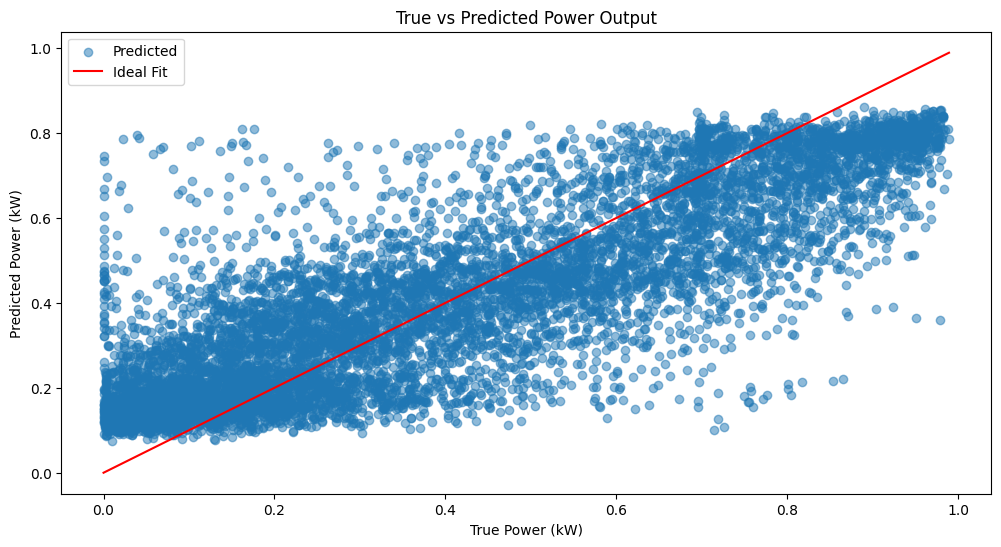 True vs Predicted Power Output
Predicted
Ideal Fit
1.0
0.8
0.6
0.4
0.2
0.0
Predicted Power (kW)
0.0 0.2 0.4 0.6 0.8 1.0
True Power (kW)